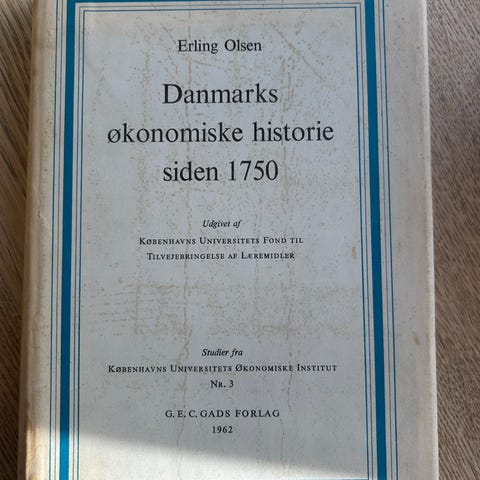 Erling Olsen
Danmarks
økonomiske historie
siden 1750
Udgivet af
Københavns Universitets Fond til
Tilvejebringelse af Læremidler
Studier fra
Københavns Universitets Økonomiske Institut
Nr. 3
G.E.C. GADS FORLAG
1962